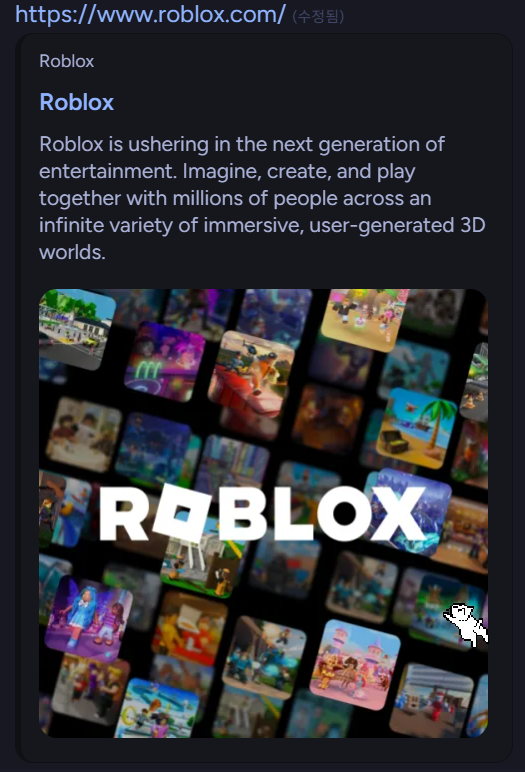 https://www.roblox.com/ (수정됨)
Roblox
Roblox
Roblox is ushering in the next generation of
entertainment. Imagine, create, and play
together with millions of people across an
infinite variety of immersive, user-generated 3D
worlds.
ROBLOX